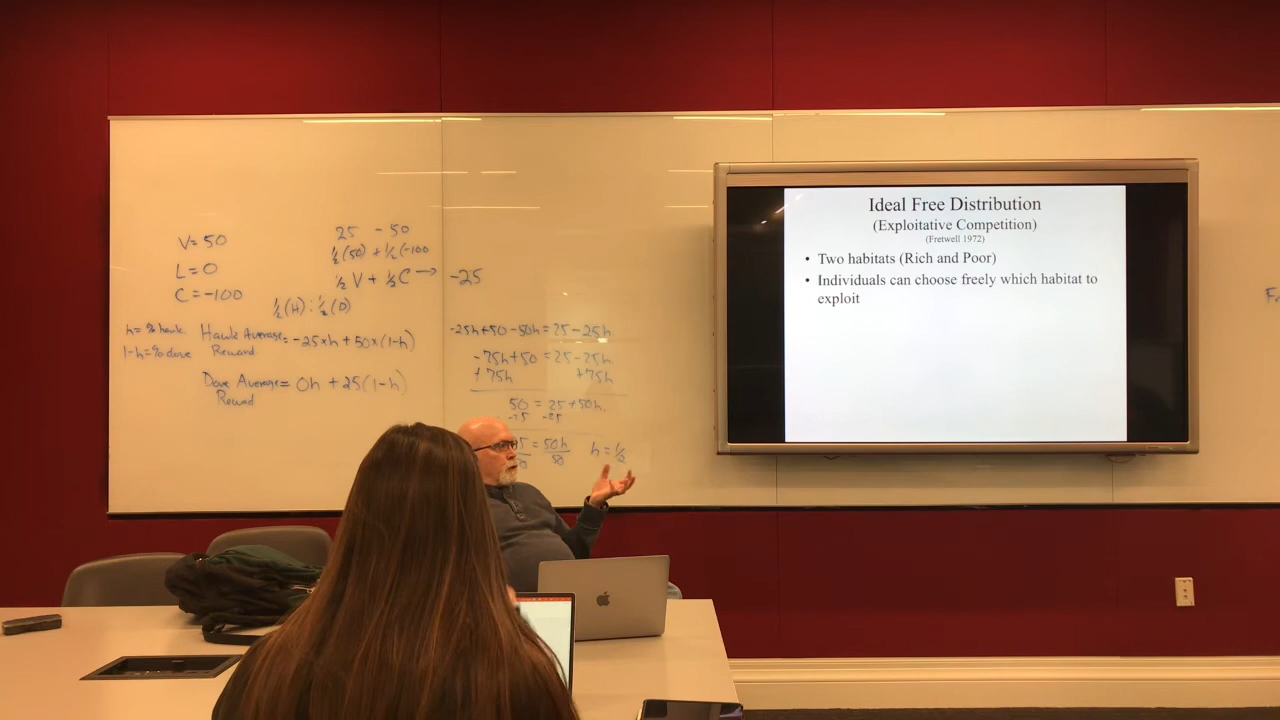 V=50
L=0
C=-100
25 -50
½(50) + ½(-100
½V + ½C → -25
½(H) : ½(D)
h= % hawk
1-h=% dove
Hawk Average = -25×h + 50×(1-h)
Reward
Dove Average = 0h + 25(1-h)
Reward
-25h+50-50h=25-25h
-75h+50=25-25h
+75h +75h
50 = 25+50h
-25 -25
= 50h h=½
50
Ideal Free Distribution
(Exploitative Competition)
(Fretwell 1972)
• Two habitats (Rich and Poor)
• Individuals can choose freely which habitat to
exploit